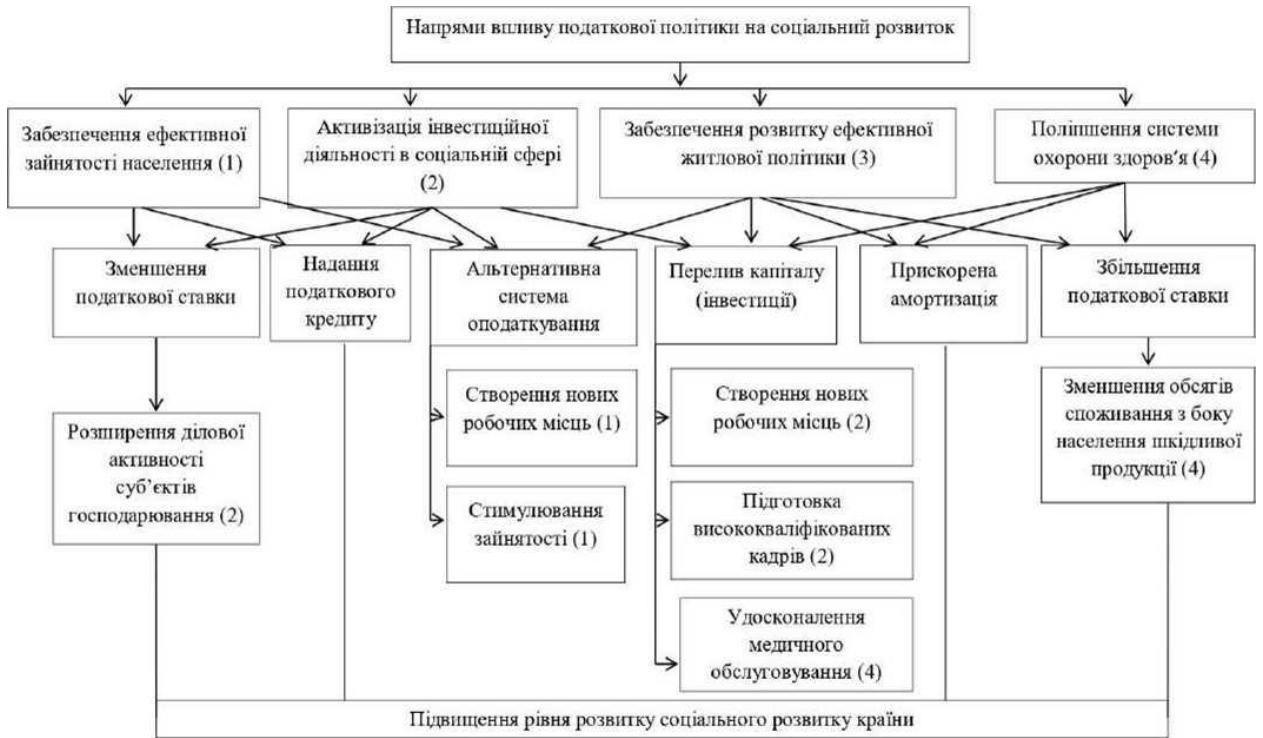 Напрями впливу податкової політики на соціальний розвиток
Забезпечення ефективної
зайнятості населення (1)
Активізація інвестиційної
діяльності в соціальній сфері
(2)
Забезпечення розвитку ефективної
житлової політики (3)
Поліпшення системи
охорони здоров’я (4)
Зменшення
податкової ставки
Надання
податкового
кредиту
Альтернативна
система
оподаткування
Перелив капіталу
(інвестиції)
Прискорена
амортизація
Збільшення
податкової ставки
Розширення ділової
активності
суб’єктів
господарювання (2)
Створення нових
робочих місць (1)
Стимулювання
зайнятості (1)
Створення нових
робочих місць (2)
Підготовка
висококваліфікованих
кадрів (2)
Удосконалення
медичного
обслуговування (4)
Зменшення обсягів
споживання з боку
населення шкідливої
продукції (4)
Підвищення рівня розвитку соціального розвитку країни